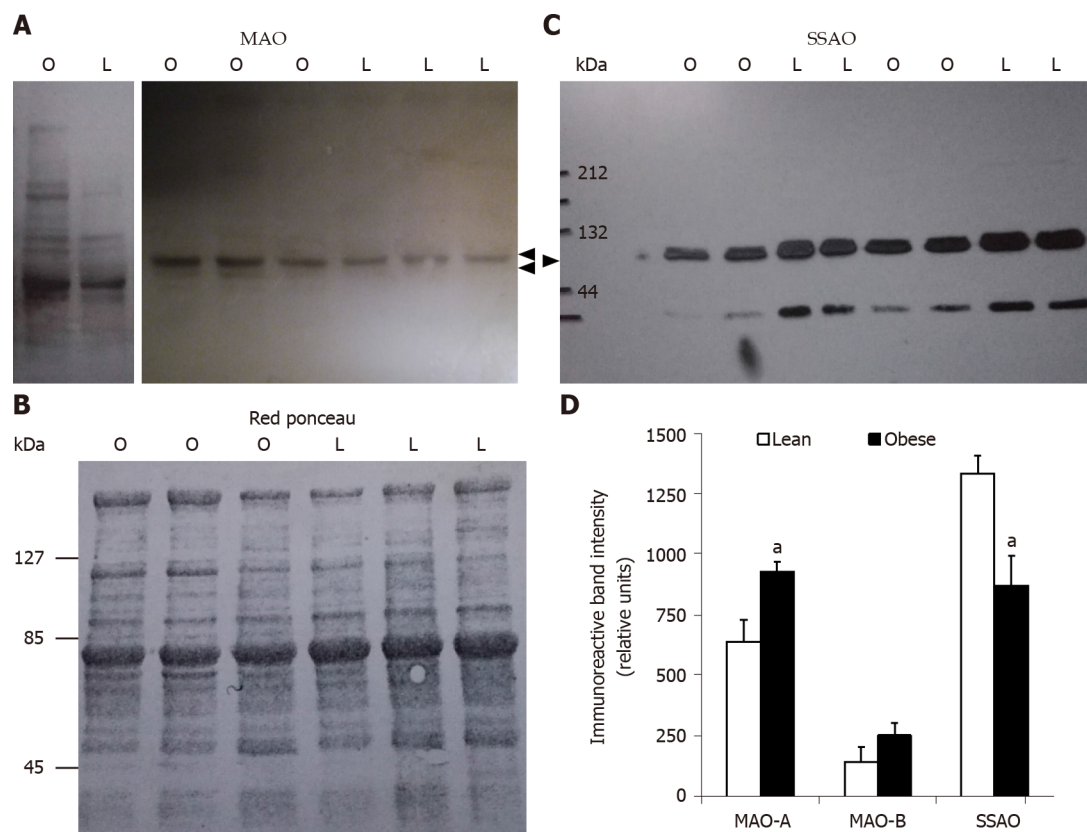 A
MAO
O L O O O L L L
C
SSAO
kDa O O L L O O L L
212
132
44
B
Red ponceau
kDa O O O L L L
127
85
45
D
Lean Obese
Immunoreactive band intensity
(relative units)
1500
1250
1000
750
500
250
0
a
a
MAO-A MAO-B SSAO